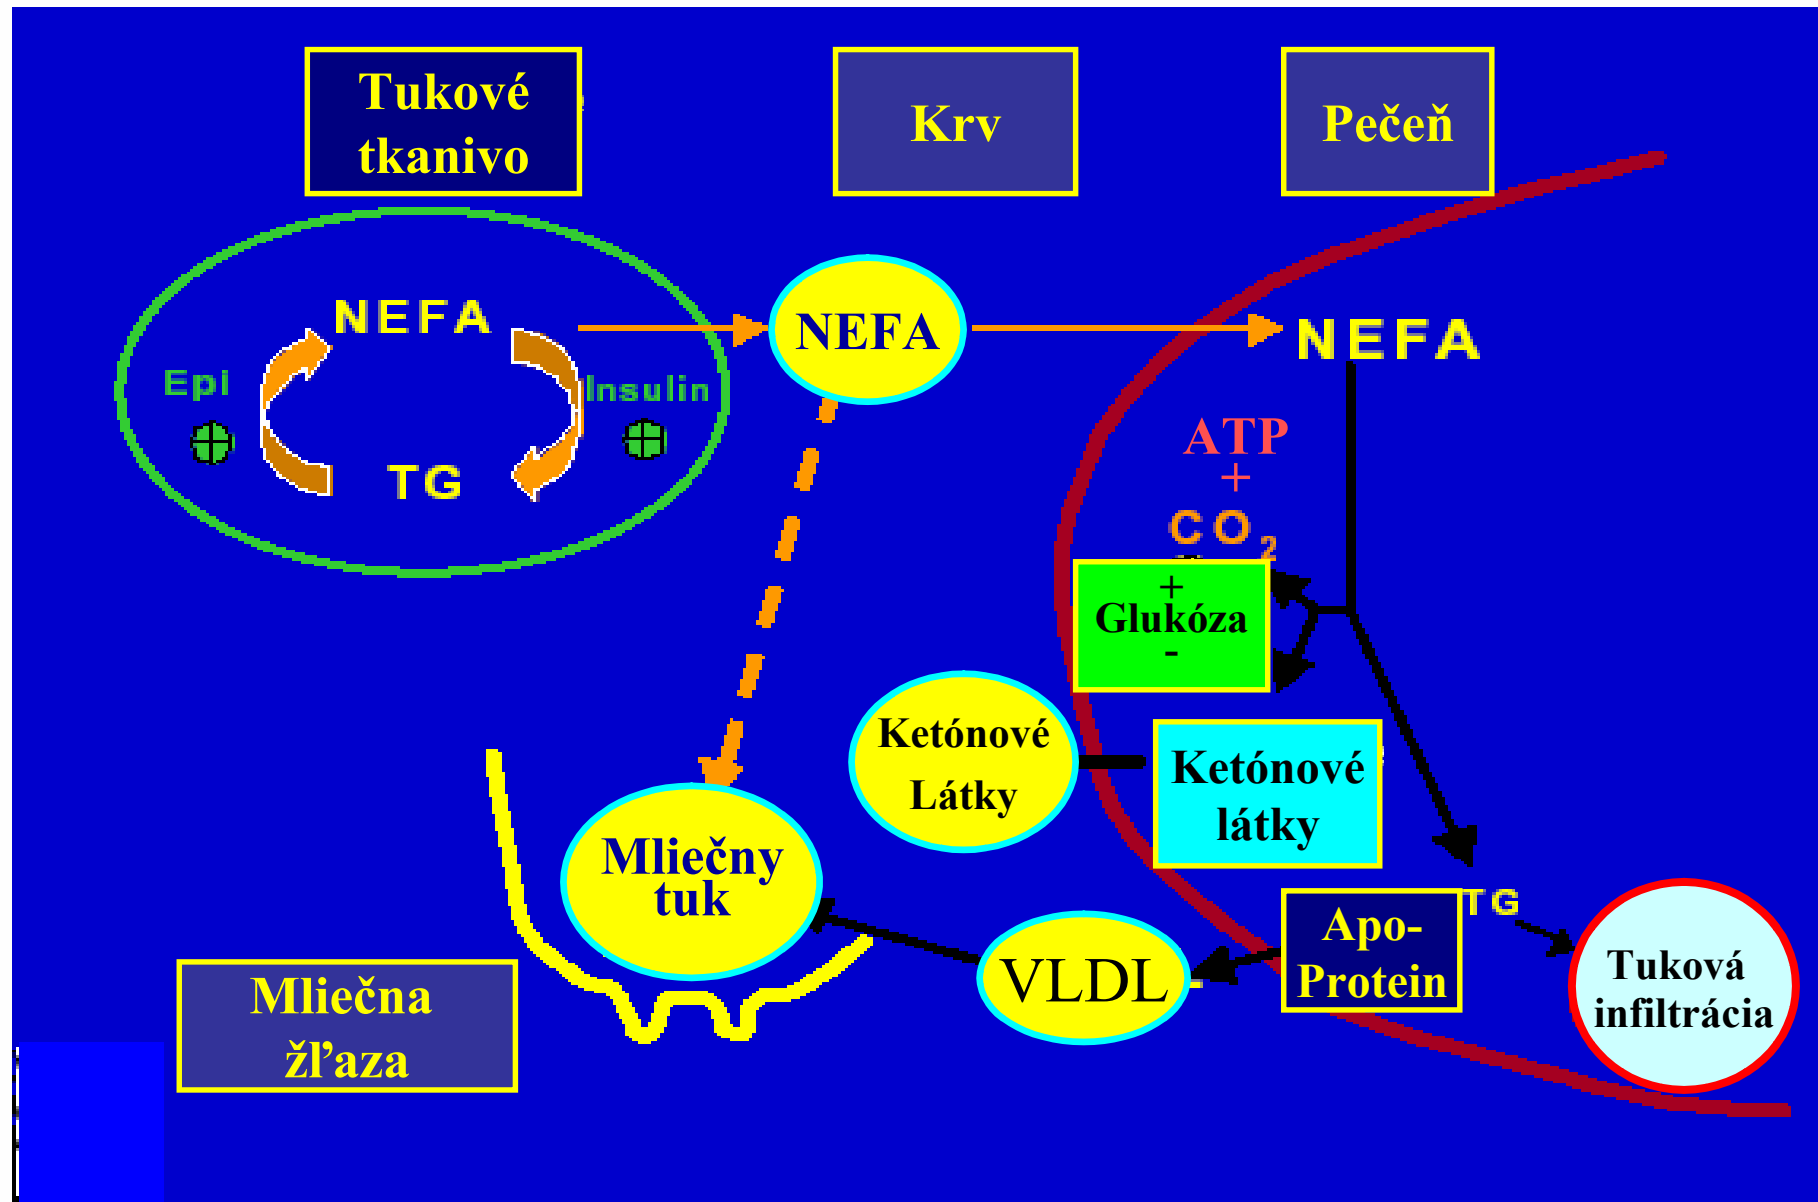 Tukové
tkanivo
Krv
Pečeň
NEFA
Epi
Insulin
TG
NEFA
NEFA
ATP
+
CO2
+
Glukóza
-
Ketónové
Látky
Ketónové
látky
Mliečny
tuk
VLDL
Apo-
Protein
TG
Tuková
infiltrácia
Mliečna
žľaza